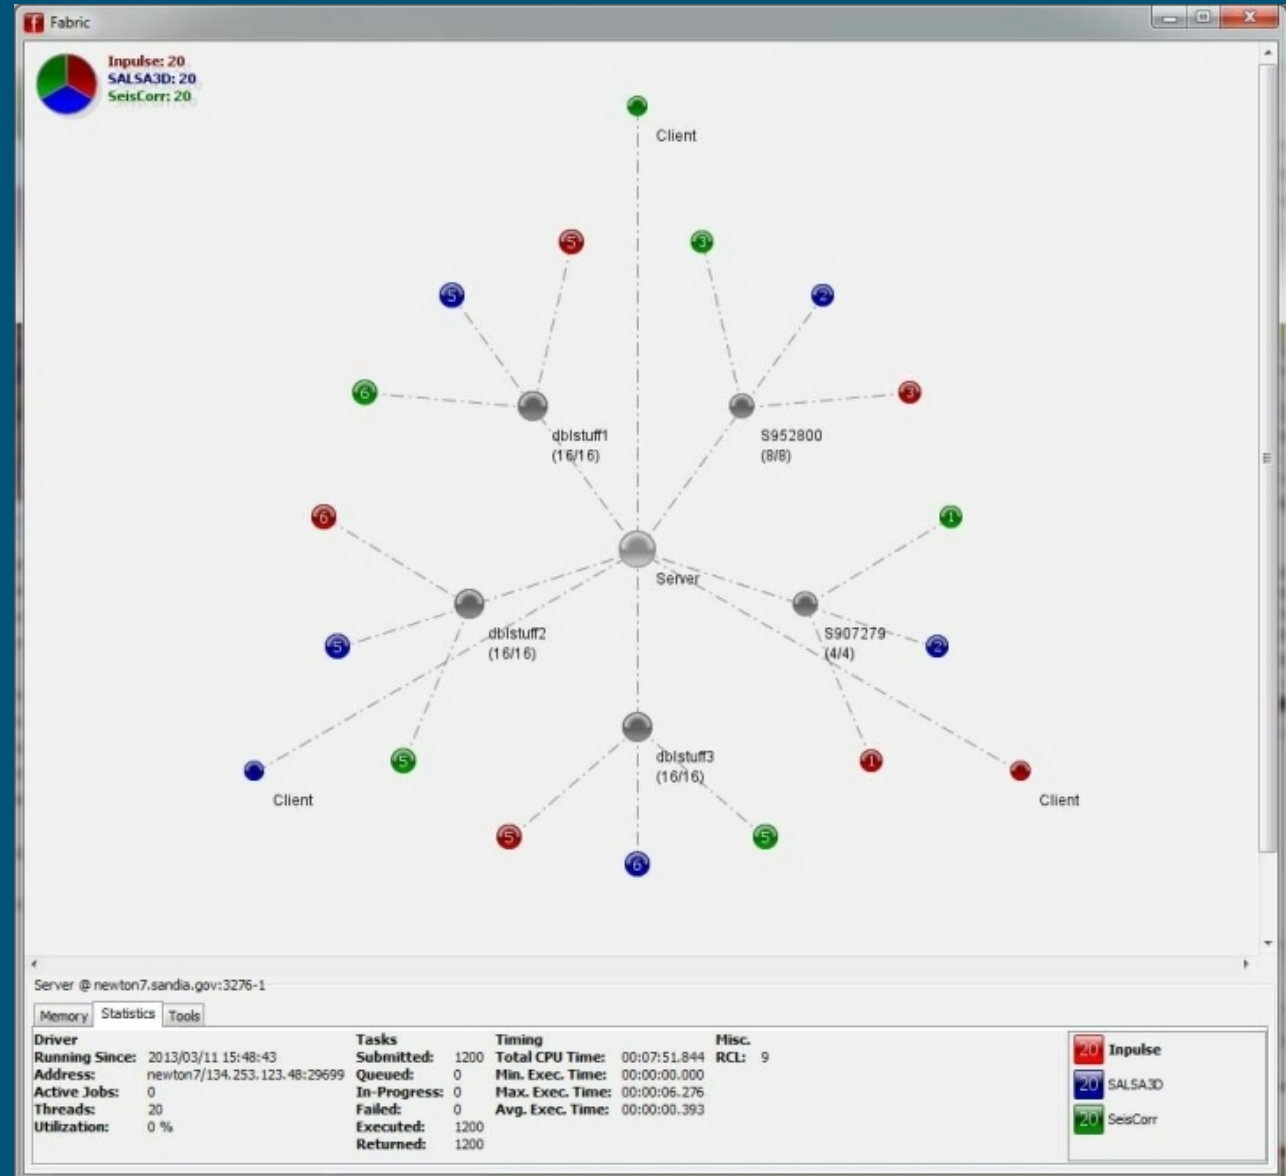 Fabric
Inpulse: 20
SALSA3D: 20
SeisCorr: 20
Client
5
3
5
2
6
3
dblstuff1
(16/16)
S952800
(8/8)
6
1
Server
dblstuff2
(16/16)
S907279
(4/4)
5
2
dblstuff3
(16/16)
5
1
Client
Client
5
5
6
Server @ newton7.sandia.gov:3276-1
Memory Statistics Tools
Driver Tasks Timing Misc.
Running Since: 2013/03/11 15:48:43 Submitted: 1200 Total CPU Time: 00:07:51.844 RCL: 9
Address: newton7/134.253.123.48:29699 Queued: 0 Min. Exec. Time: 00:00:00.000
Active Jobs: 0 In-Progress: 0 Max. Exec. Time: 00:00:06.276
Threads: 20 Failed: 0 Avg. Exec. Time: 00:00:00.393
Utilization: 0 % Executed: 1200
Returned: 1200
20 Inpulse
20 SALSA3D
20 SeisCorr